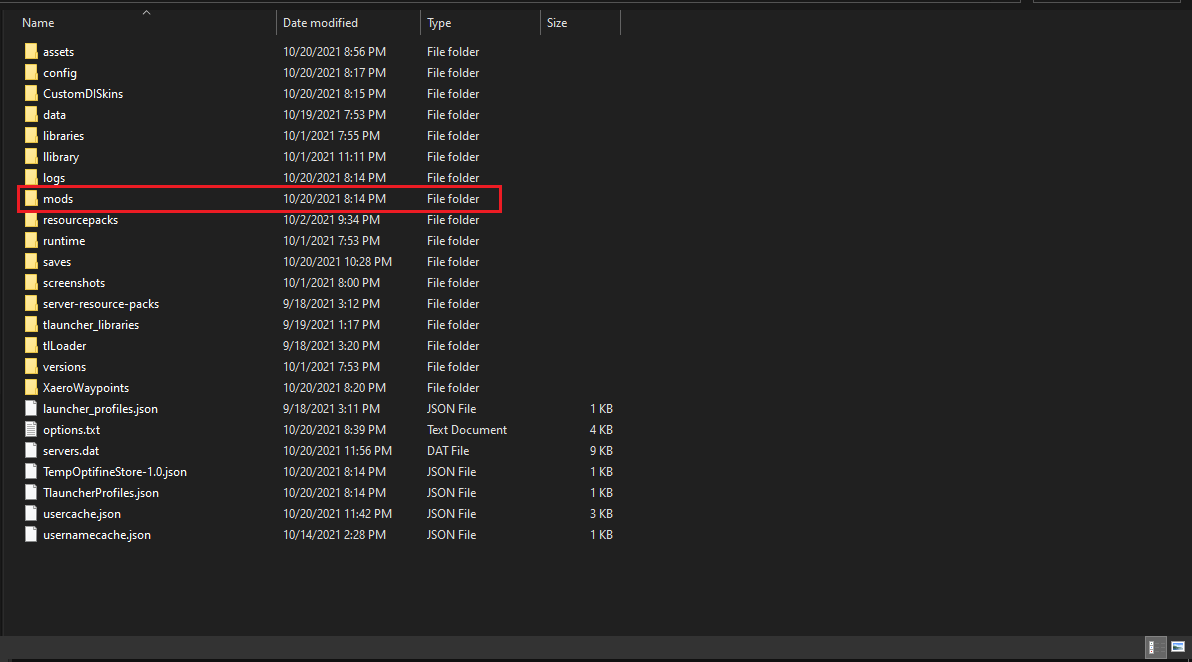 Name Date modified Type Size
assets 10/20/2021 8:56 PM File folder
config 10/20/2021 8:17 PM File folder
CustomDISkins 10/20/2021 8:15 PM File folder
data 10/19/2021 7:53 PM File folder
libraries 10/1/2021 7:55 PM File folder
llibrary 10/1/2021 11:11 PM File folder
logs 10/20/2021 8:14 PM File folder
mods 10/20/2021 8:14 PM File folder
resourcepacks 10/2/2021 9:34 PM File folder
runtime 10/1/2021 7:53 PM File folder
saves 10/20/2021 10:28 PM File folder
screenshots 10/1/2021 8:00 PM File folder
server-resource-packs 9/18/2021 3:12 PM File folder
tlauncher_libraries 9/19/2021 1:17 PM File folder
tlLoader 9/18/2021 3:20 PM File folder
versions 10/1/2021 7:53 PM File folder
XaeroWaypoints 10/20/2021 8:20 PM File folder
launcher_profiles.json 9/18/2021 3:11 PM JSON File 1 KB
options.txt 10/20/2021 8:39 PM Text Document 4 KB
servers.dat 10/20/2021 11:56 PM DAT File 9 KB
TempOptifineStore-1.0.json 10/20/2021 8:14 PM JSON File 1 KB
TlauncherProfiles.json 10/20/2021 8:14 PM JSON File 1 KB
usercache.json 10/20/2021 11:42 PM JSON File 3 KB
usernamecache.json 10/14/2021 2:28 PM JSON File 1 KB